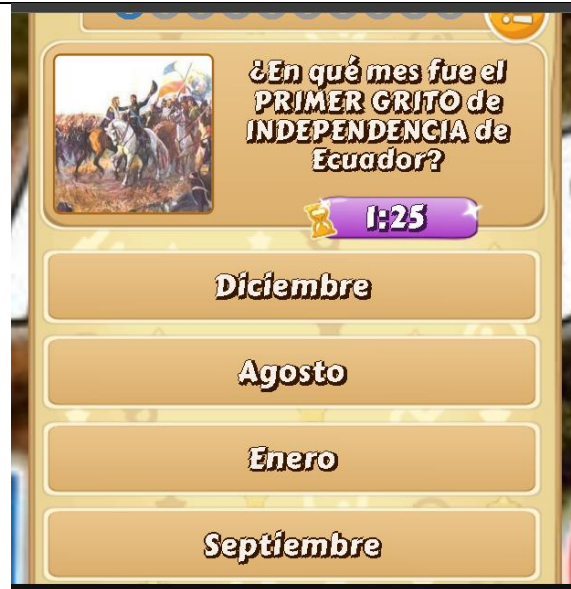 ¿En qué mes fue el
PRIMER GRITO de
INDEPENDENCIA de
Ecuador?
1:25
Diciembre
Agosto
Enero
Septiembre